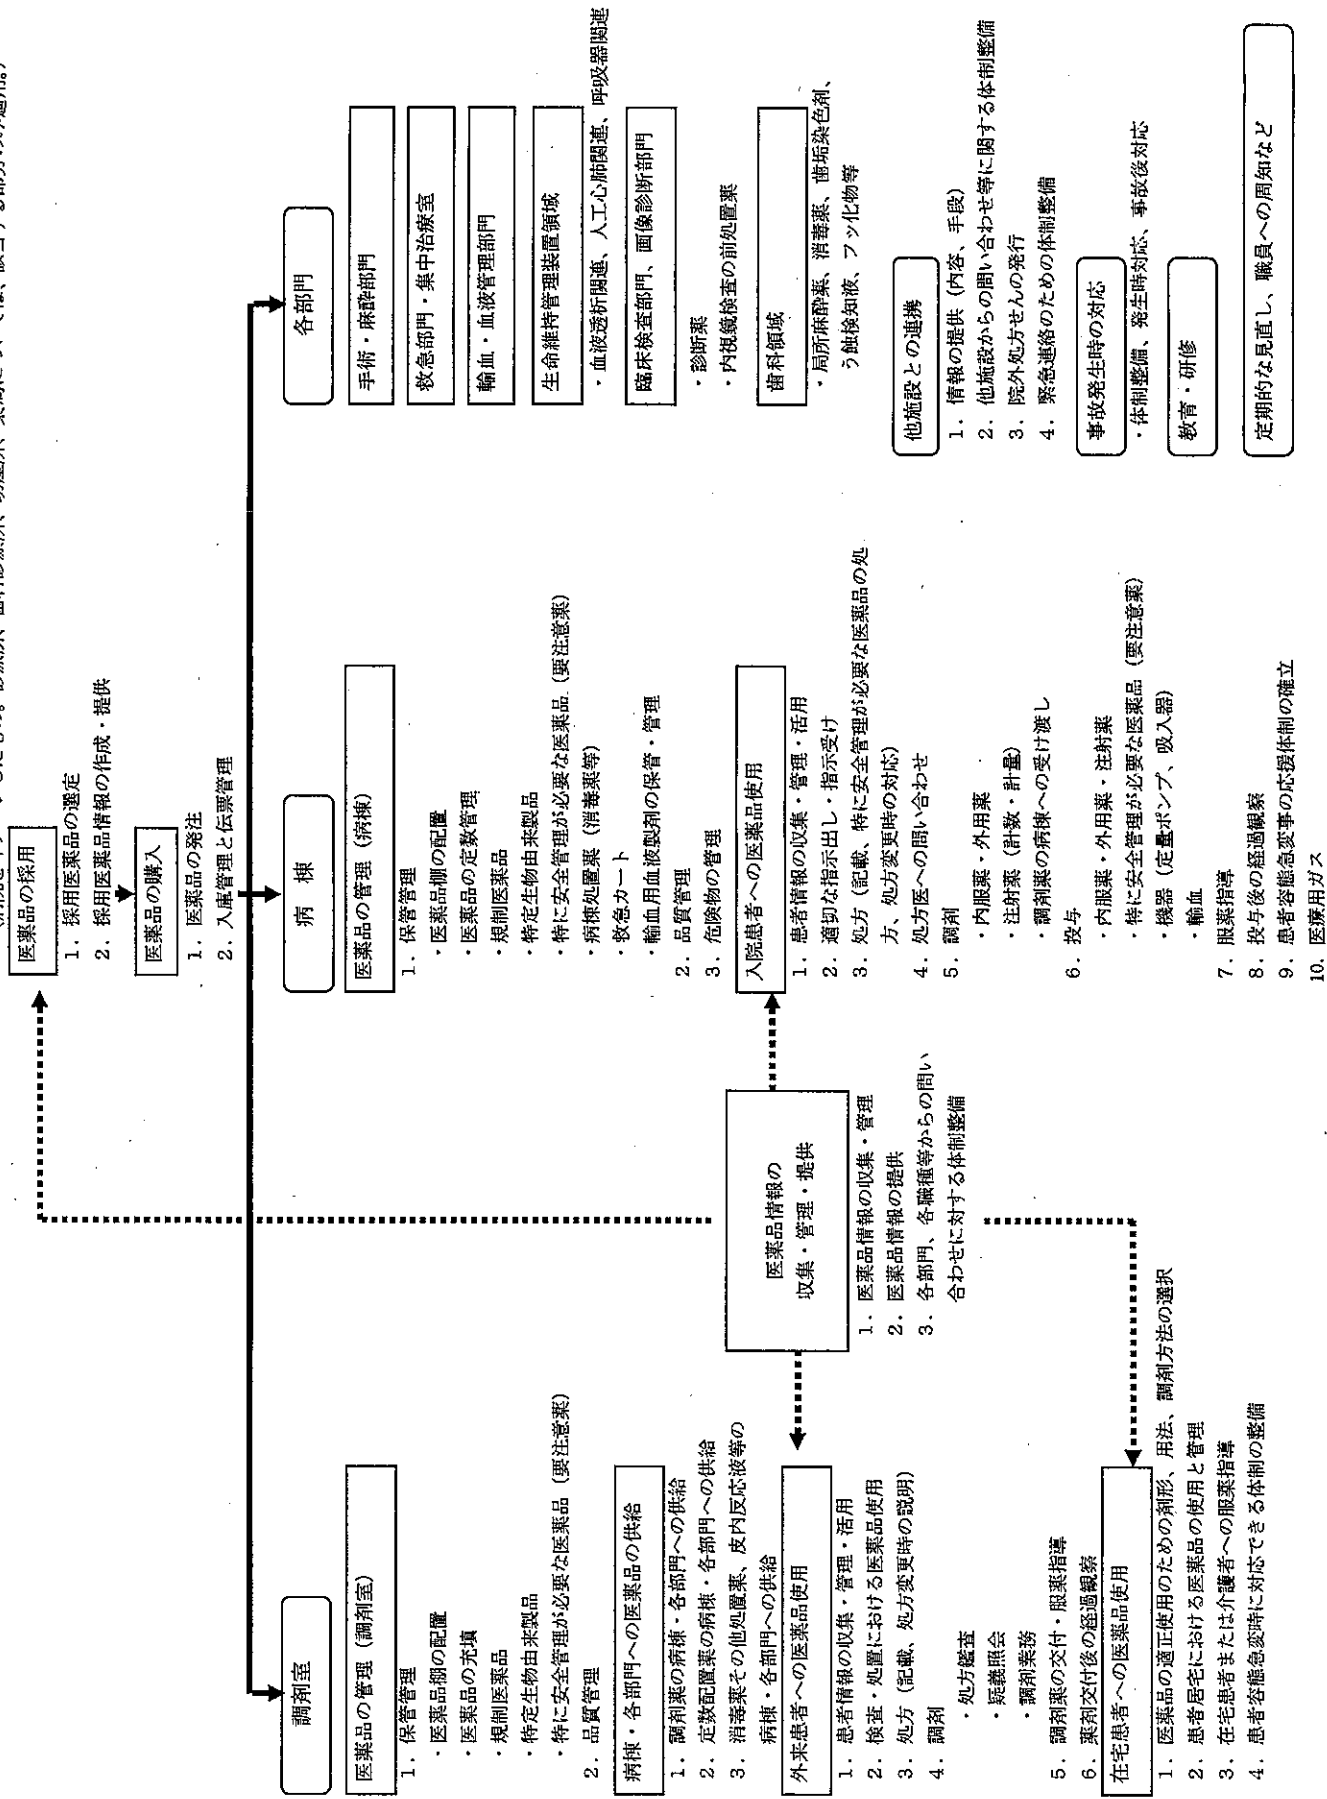 医薬品の採用
1．採用医薬品の選定
2．採用医薬品情報の作成・提供
医薬品の購入
1．医薬品の発注
2．入庫管理と伝票管理
調剤室
医薬品の管理（調剤室）
1．保管管理
・医薬品棚の配置
・医薬品の充填
・規制医薬品
・特定生物由来製品
・特に安全管理が必要な医薬品（要注意薬）
2．品質管理
病棟・各部門への医薬品の供給
1．調剤薬の病棟・各部門への供給
2．定数配置薬の病棟・各部門への供給
3．消毒薬その他処置薬、皮内反応液等の
病棟・各部門への供給
外来患者への医薬品使用
1．患者情報の収集・管理・活用
2．検査・処置における医薬品使用
3．処方（記載、処方変更時の説明）
4．調剤
・処方鑑査
・疑義照会
・調剤業務
5．調剤薬の交付・服薬指導
6．薬剤交付後の経過観察
在宅患者への医薬品使用
1．医薬品の適正使用のための剤形、用法、調剤方法の選択
2．患者居宅における医薬品の使用と管理
3．在宅患者または介護者への服薬指導
4．患者容態急変時に対応できる体制の整備
医薬品情報の
収集・管理・提供
1．医薬品情報の収集・管理
2．医薬品情報の提供
3．各部門、各職種等からの問い
合わせに対する体制整備
病　棟
医薬品の管理（病棟）
1．保管管理
・医薬品棚の配置
・医薬品の定数管理
・規制医薬品
・特定生物由来製品
・特に安全管理が必要な医薬品（要注意薬）
・病棟処置薬（消毒薬等）
・救急カート
・輸血用血液製剤の保管・管理
2．品質管理
3．危険物の管理
入院患者への医薬品使用
1．患者情報の収集・管理・活用
2．適切な指示出し・指示受け
3．処方（記載、特に安全管理が必要な医薬品の処
方、処方変更時の対応）
4．処方医への問い合わせ
5．調剤
・内服薬・外用薬
・注射薬（計数・計量）
・調剤薬の病棟への受け渡し
6．投与
・内服薬・外用薬・注射薬
・特に安全管理が必要な医薬品（要注意薬）
・機器（定量ポンプ、吸入器）
・輸血
7．服薬指導
8．投与後の経過観察
9．患者容態急変事の応援体制の確立
10．医療用ガス
各部門
手術・麻酔部門
救急部門・集中治療室
輸血・血液管理部門
生命維持管理装置領域
・血液透析関連、人工心肺関連、呼吸器関連
臨床検査部門、画像診断部門
・診断薬
・内視鏡検査の前処置薬
歯科領域
・局所麻酔薬、消毒薬、歯垢染色剤、
う蝕検知液、フッ化物等
他施設との連携
1．情報の提供（内容、手段）
2．他施設からの問い合わせ等に関する体制整備
3．院外処方せんの発行
4．緊急連絡のための体制整備
事故発生時の対応
・体制整備、発生時対応、事故後対応
教育・研修
定期的な見直し、職員への周知など